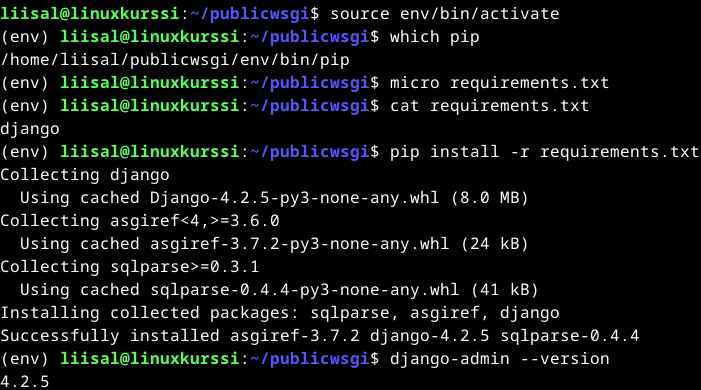 liisal@linuxkurssi:~/publicwsgi$ source env/bin/activate
(env) liisal@linuxkurssi:~/publicwsgi$ which pip
/home/liisal/publicwsgi/env/bin/pip
(env) liisal@linuxkurssi:~/publicwsgi$ micro requirements.txt
(env) liisal@linuxkurssi:~/publicwsgi$ cat requirements.txt
django
(env) liisal@linuxkurssi:~/publicwsgi$ pip install -r requirements.txt
Collecting django
  Using cached Django-4.2.5-py3-none-any.whl (8.0 MB)
Collecting asgiref<4,>=3.6.0
  Using cached asgiref-3.7.2-py3-none-any.whl (24 kB)
Collecting sqlparse>=0.3.1
  Using cached sqlparse-0.4.4-py3-none-any.whl (41 kB)
Installing collected packages: sqlparse, asgiref, django
Successfully installed asgiref-3.7.2 django-4.2.5 sqlparse-0.4.4
(env) liisal@linuxkurssi:~/publicwsgi$ django-admin --version
4.2.5